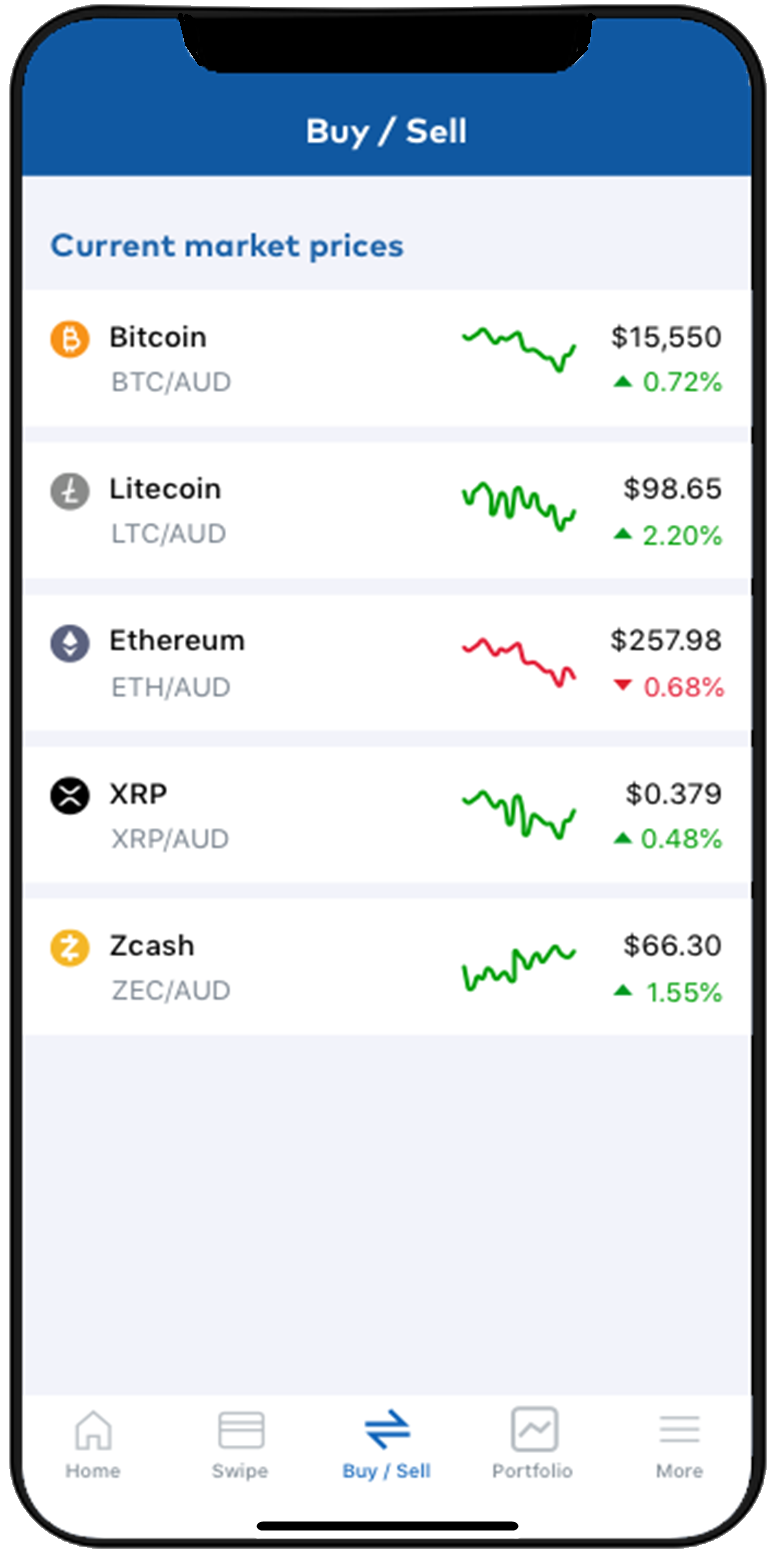 Buy / Sell
Current market prices
Bitcoin $15,550
BTC/AUD ▲ 0.72%
Litecoin $98.65
LTC/AUD ▲ 2.20%
Ethereum $257.98
ETH/AUD ▼ 0.68%
XRP $0.379
XRP/AUD ▲ 0.48%
Zcash $66.30
ZEC/AUD ▲ 1.55%
Home Swipe Buy / Sell Portfolio More